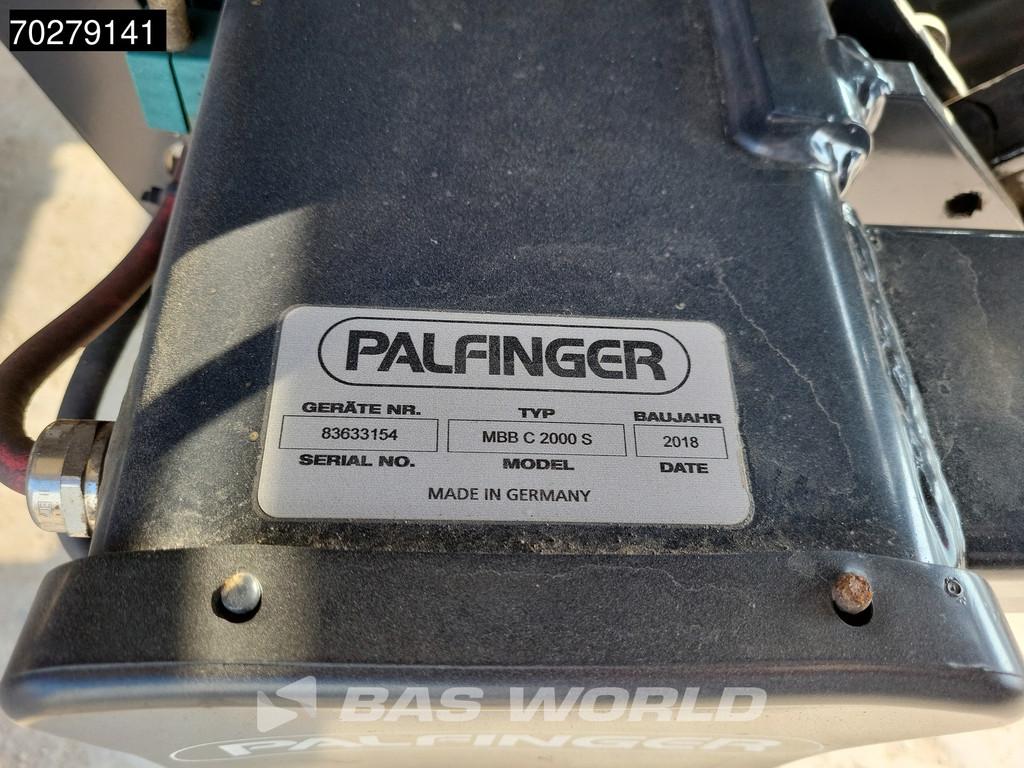 70279141
PALFINGER
GERÄTE NR. TYP BAUJAHR
83633154 MBB C 2000 S 2018
SERIAL NO. MODEL DATE
MADE IN GERMANY
BAS WORLD
PALFINGER